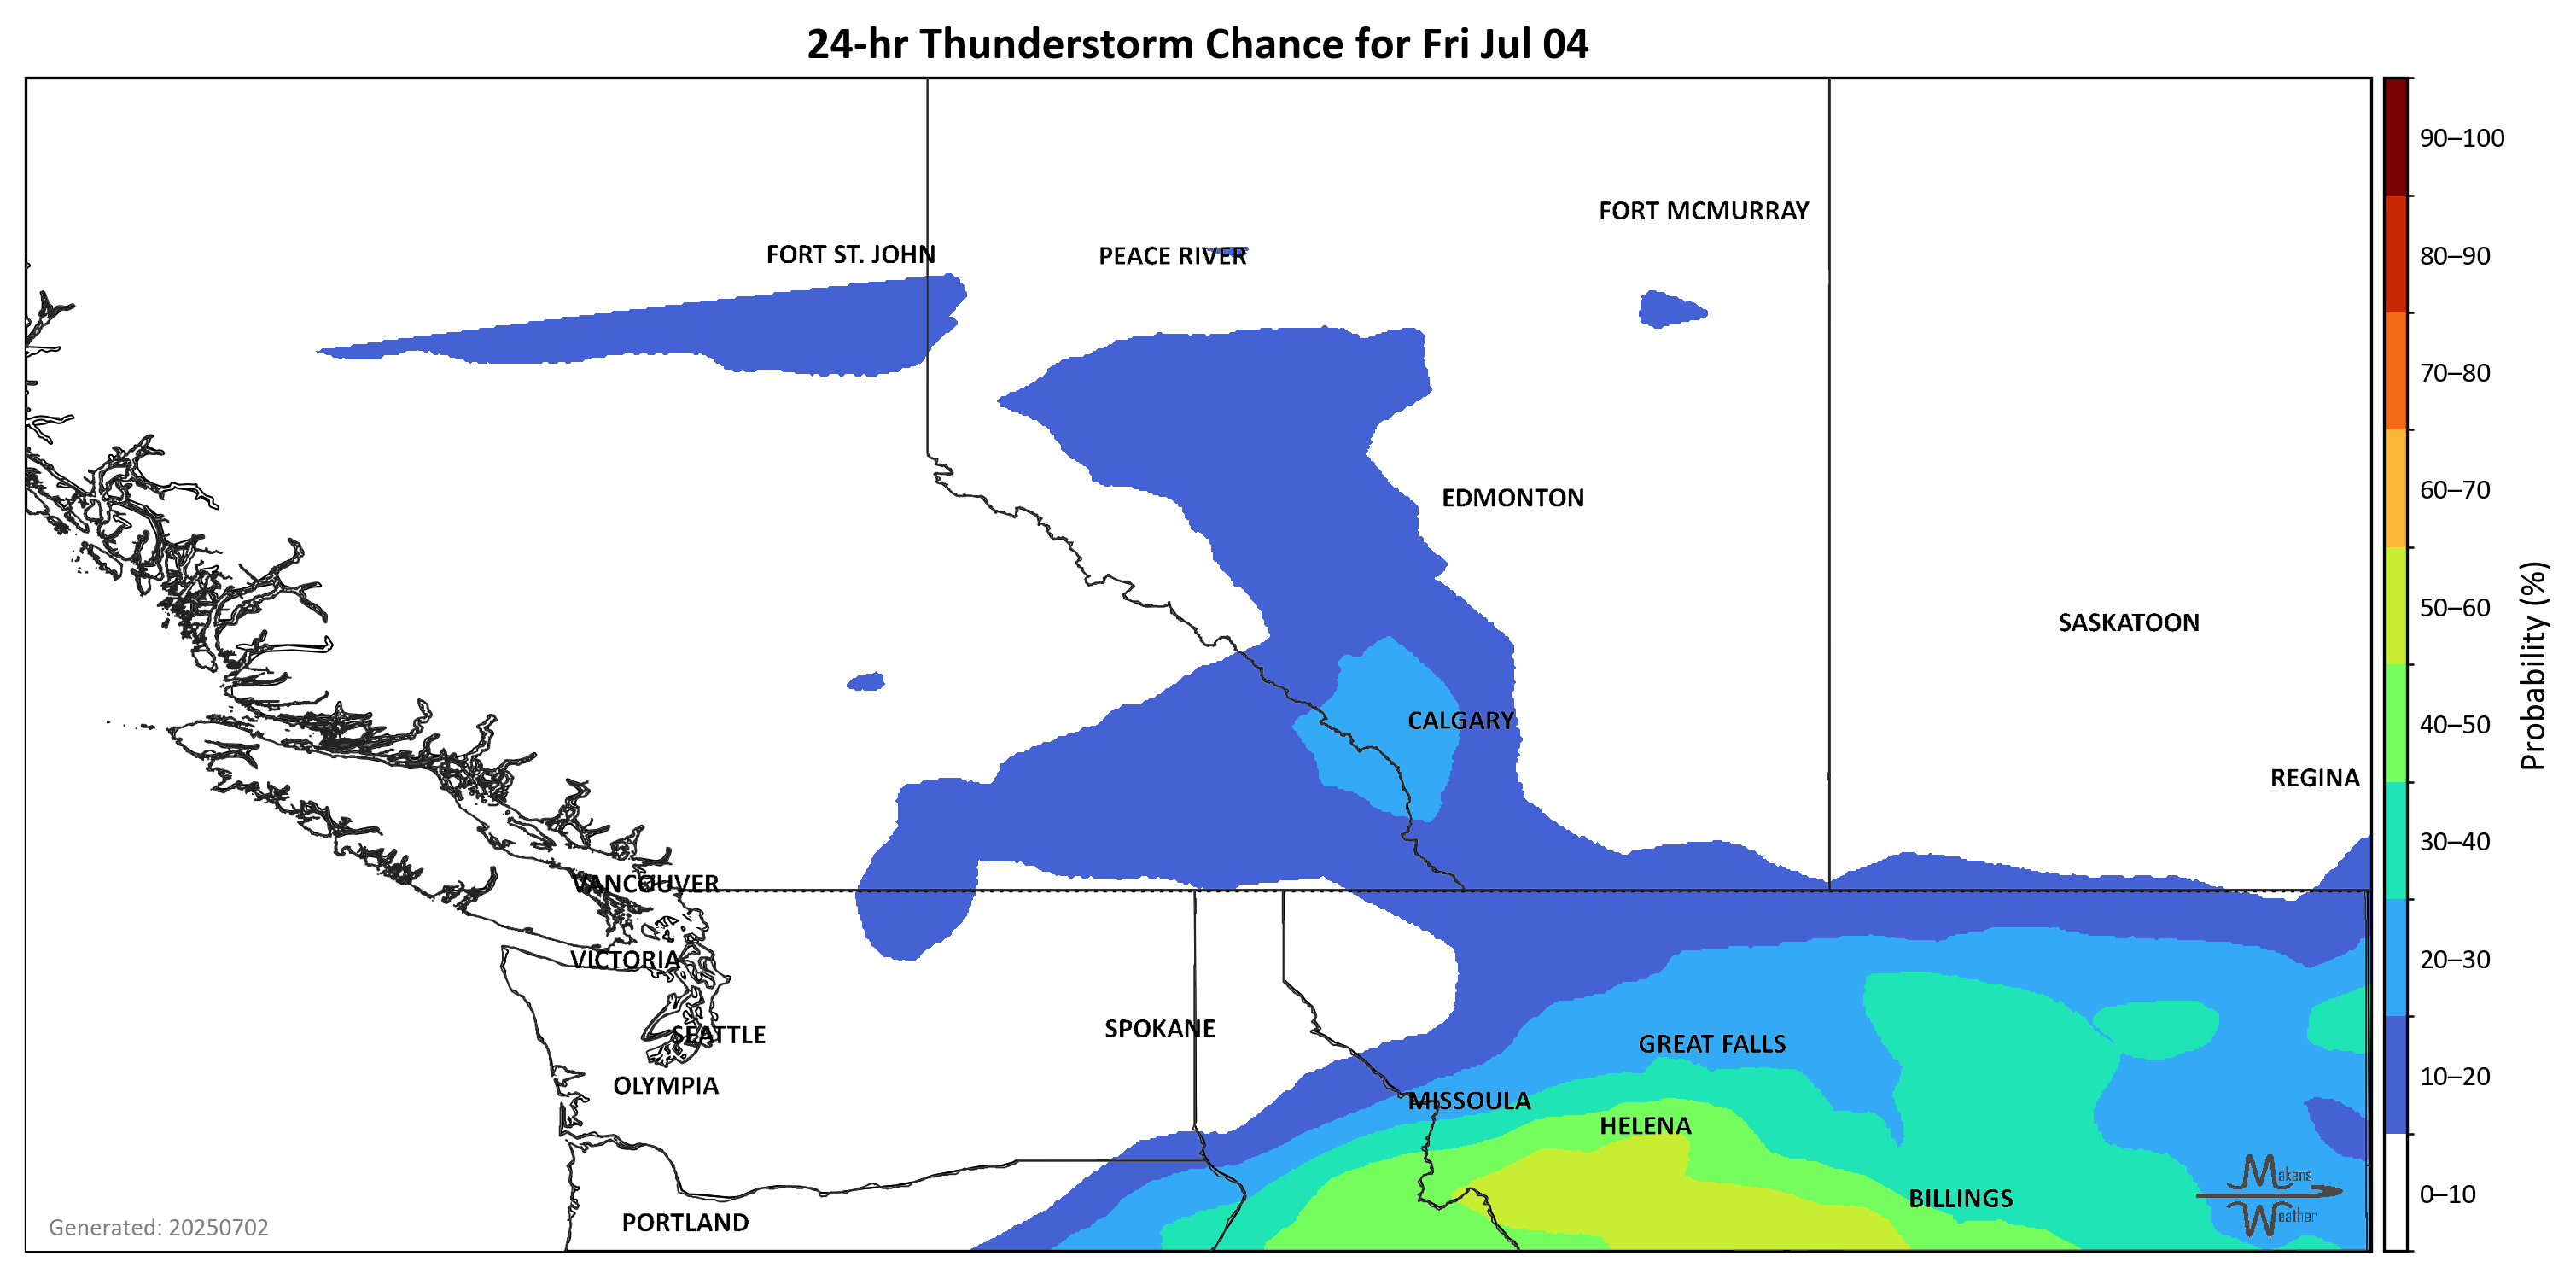 24-hr Thunderstorm Chance for Fri Jul 04
90–100
FORT MCMURRAY
FORT ST. JOHN
PEACE RIVER
80–90
70–80
60–70
EDMONTON
50–60
SASKATOON
Probability (%)
CALGARY
40–50
REGINA
30–40
VANCOUVER
VICTORIA
20–30
SPOKANE
SEATTLE
GREAT FALLS
OLYMPIA
10–20
MISSOULA
HELENA
Makens
Weather
0–10
BILLINGS
PORTLAND
Generated: 20250702